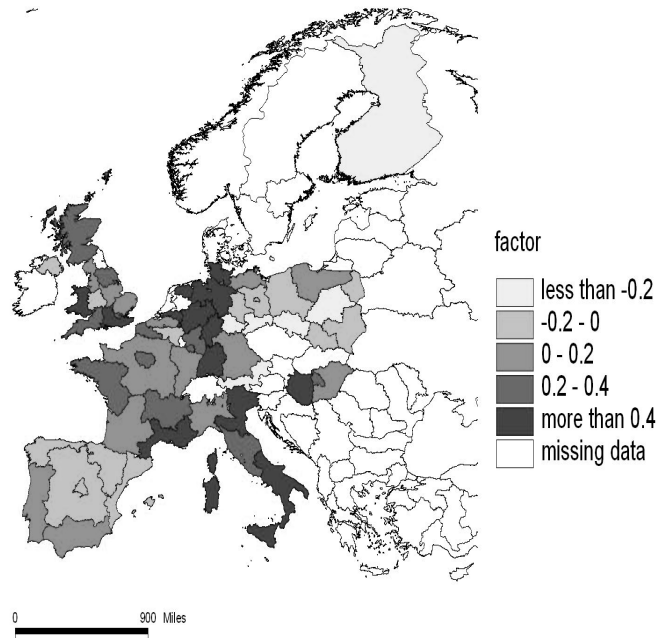 factor
less than -0.2
-0.2 - 0
0 - 0.2
0.2 - 0.4
more than 0.4
missing data
0 900 Miles